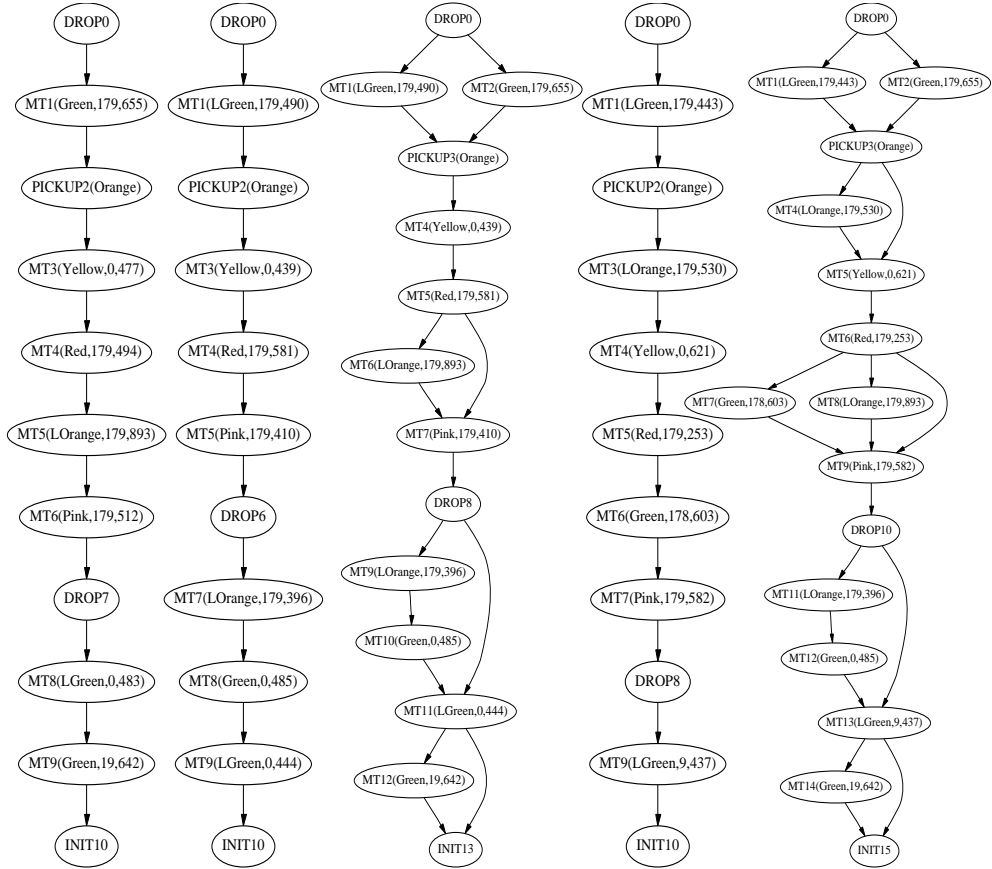 DROP0
MT1(Green,179,655)
PICKUP2(Orange)
MT3(Yellow,0,477)
MT4(Red,179,494)
MT5(LOrange,179,893)
MT6(Pink,179,512)
DROP7
MT8(LGreen,0,483)
MT9(Green,19,642)
INIT10
DROP0
MT1(LGreen,179,490)
PICKUP2(Orange)
MT3(Yellow,0,439)
MT4(Red,179,581)
MT5(Pink,179,410)
DROP6
MT7(LOrange,179,396)
MT8(Green,0,485)
MT9(LGreen,0,444)
INIT10
DROP0
MT1(LGreen,179,490)
MT2(Green,179,655)
PICKUP3(Orange)
MT4(Yellow,0,439)
MT5(Red,179,581)
MT6(LOrange,179,893)
MT7(Pink,179,410)
DROP8
MT9(LOrange,179,396)
MT10(Green,0,485)
MT11(LGreen,0,444)
MT12(Green,19,642)
INIT13
DROP0
MT1(LGreen,179,443)
PICKUP2(Orange)
MT3(LOrange,179,530)
MT4(Yellow,0,621)
MT5(Red,179,253)
MT6(Green,178,603)
MT7(Pink,179,582)
DROP8
MT9(LGreen,9,437)
INIT10
DROP0
MT1(LGreen,179,443)
MT2(Green,179,655)
PICKUP3(Orange)
MT4(LOrange,179,530)
MT5(Yellow,0,621)
MT6(Red,179,253)
MT7(Green,178,603)
MT8(LOrange,179,893)
MT9(Pink,179,582)
DROP10
MT11(LOrange,179,396)
MT12(Green,0,485)
MT13(LGreen,9,437)
MT14(Green,19,642)
INIT15